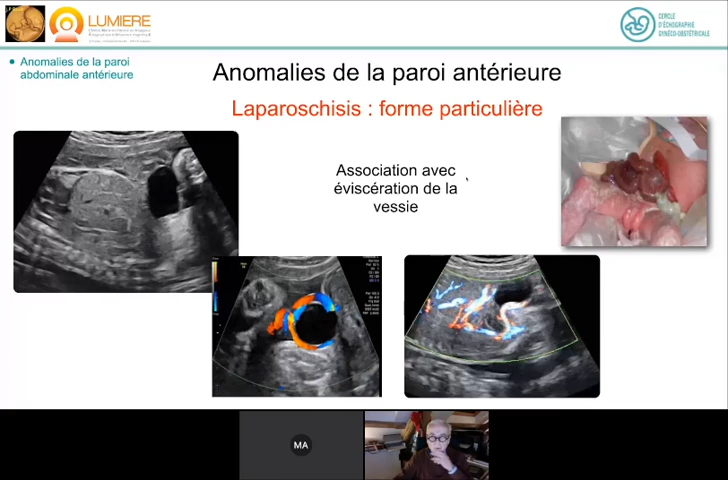 LUMIERE
CERCLE
D'ÉCHOGRAPHIE
GYNÉCO-OBSTÉTRICALE
• Anomalies de la paroi
abdominale antérieure
Anomalies de la paroi antérieure
Laparoschisis : forme particulière
Association avec
éviscération de la
vessie
MA